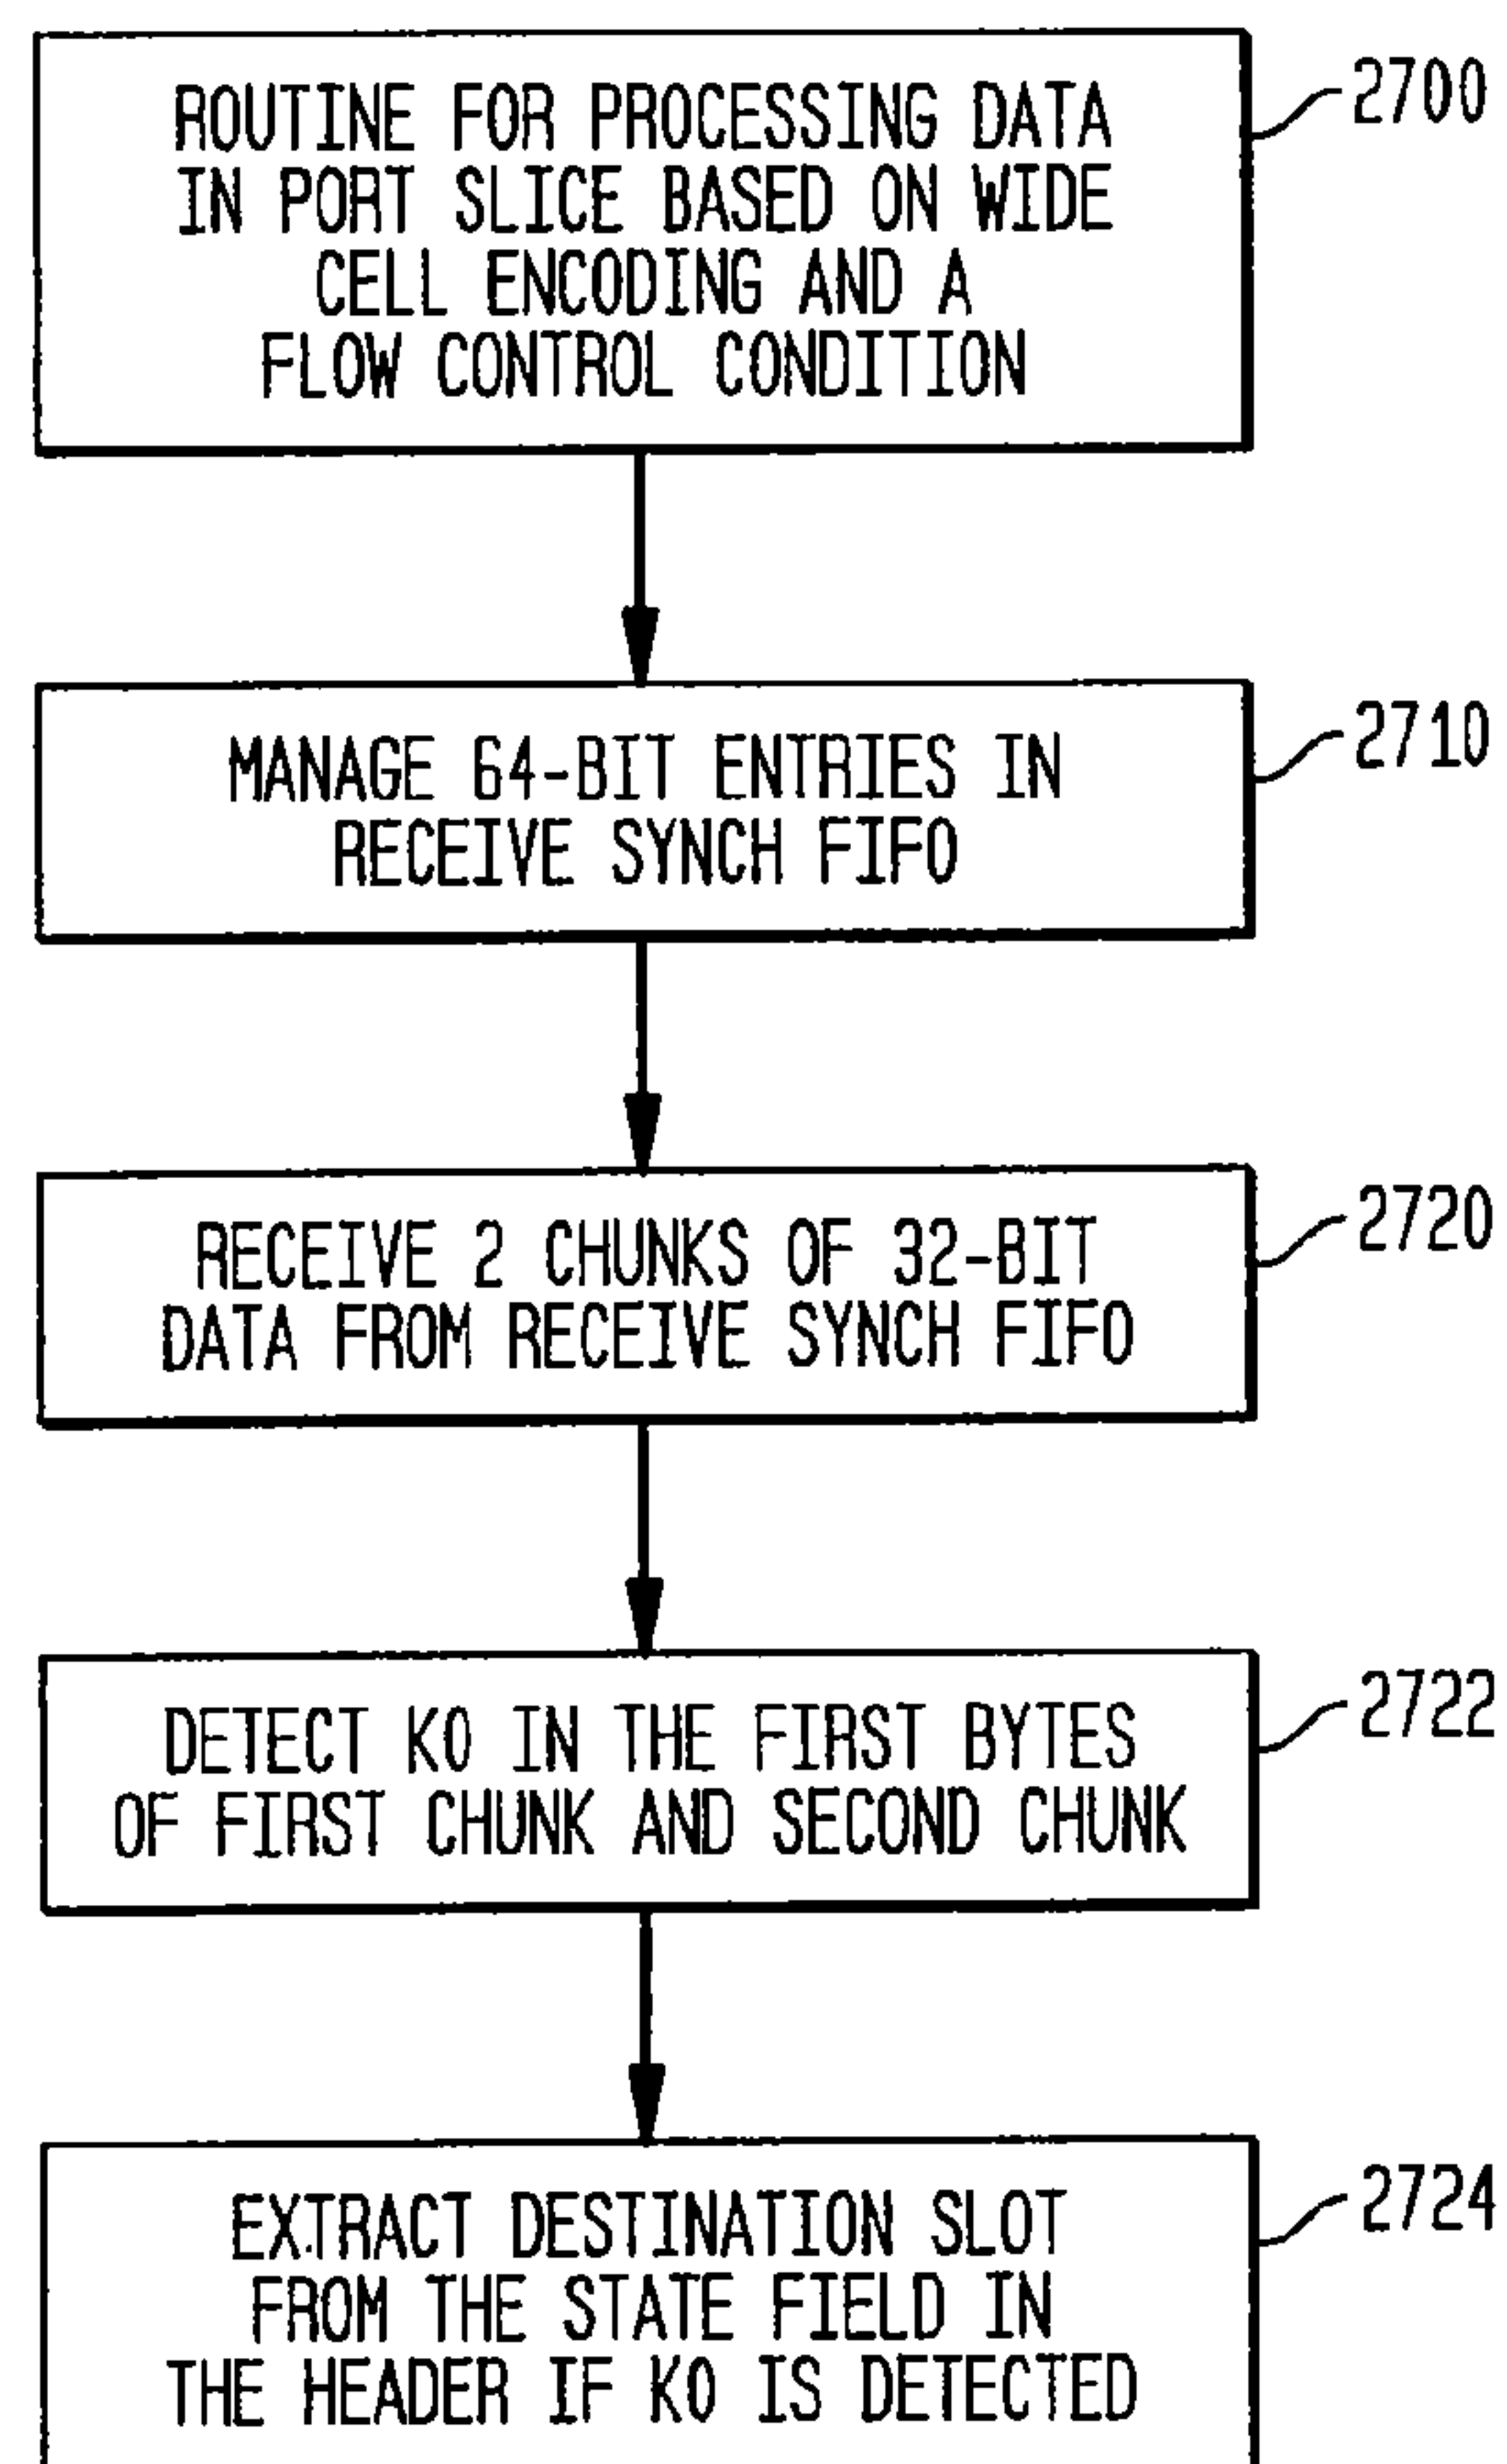 ROUTINE FOR PROCESSING DATA
IN PORT SLICE BASED ON WIDE
CELL ENCODING AND A
FLOW CONTROL CONDITION
2700
MANAGE 64-BIT ENTRIES IN
RECEIVE SYNCH FIFO
2710
RECEIVE 2 CHUNKS OF 32-BIT
DATA FROM RECEIVE SYNCH FIFO
2720
DETECT K0 IN THE FIRST BYTES
OF FIRST CHUNK AND SECOND CHUNK
2722
EXTRACT DESTINATION SLOT
FROM THE STATE FIELD IN
THE HEADER IF K0 IS DETECTED
2724